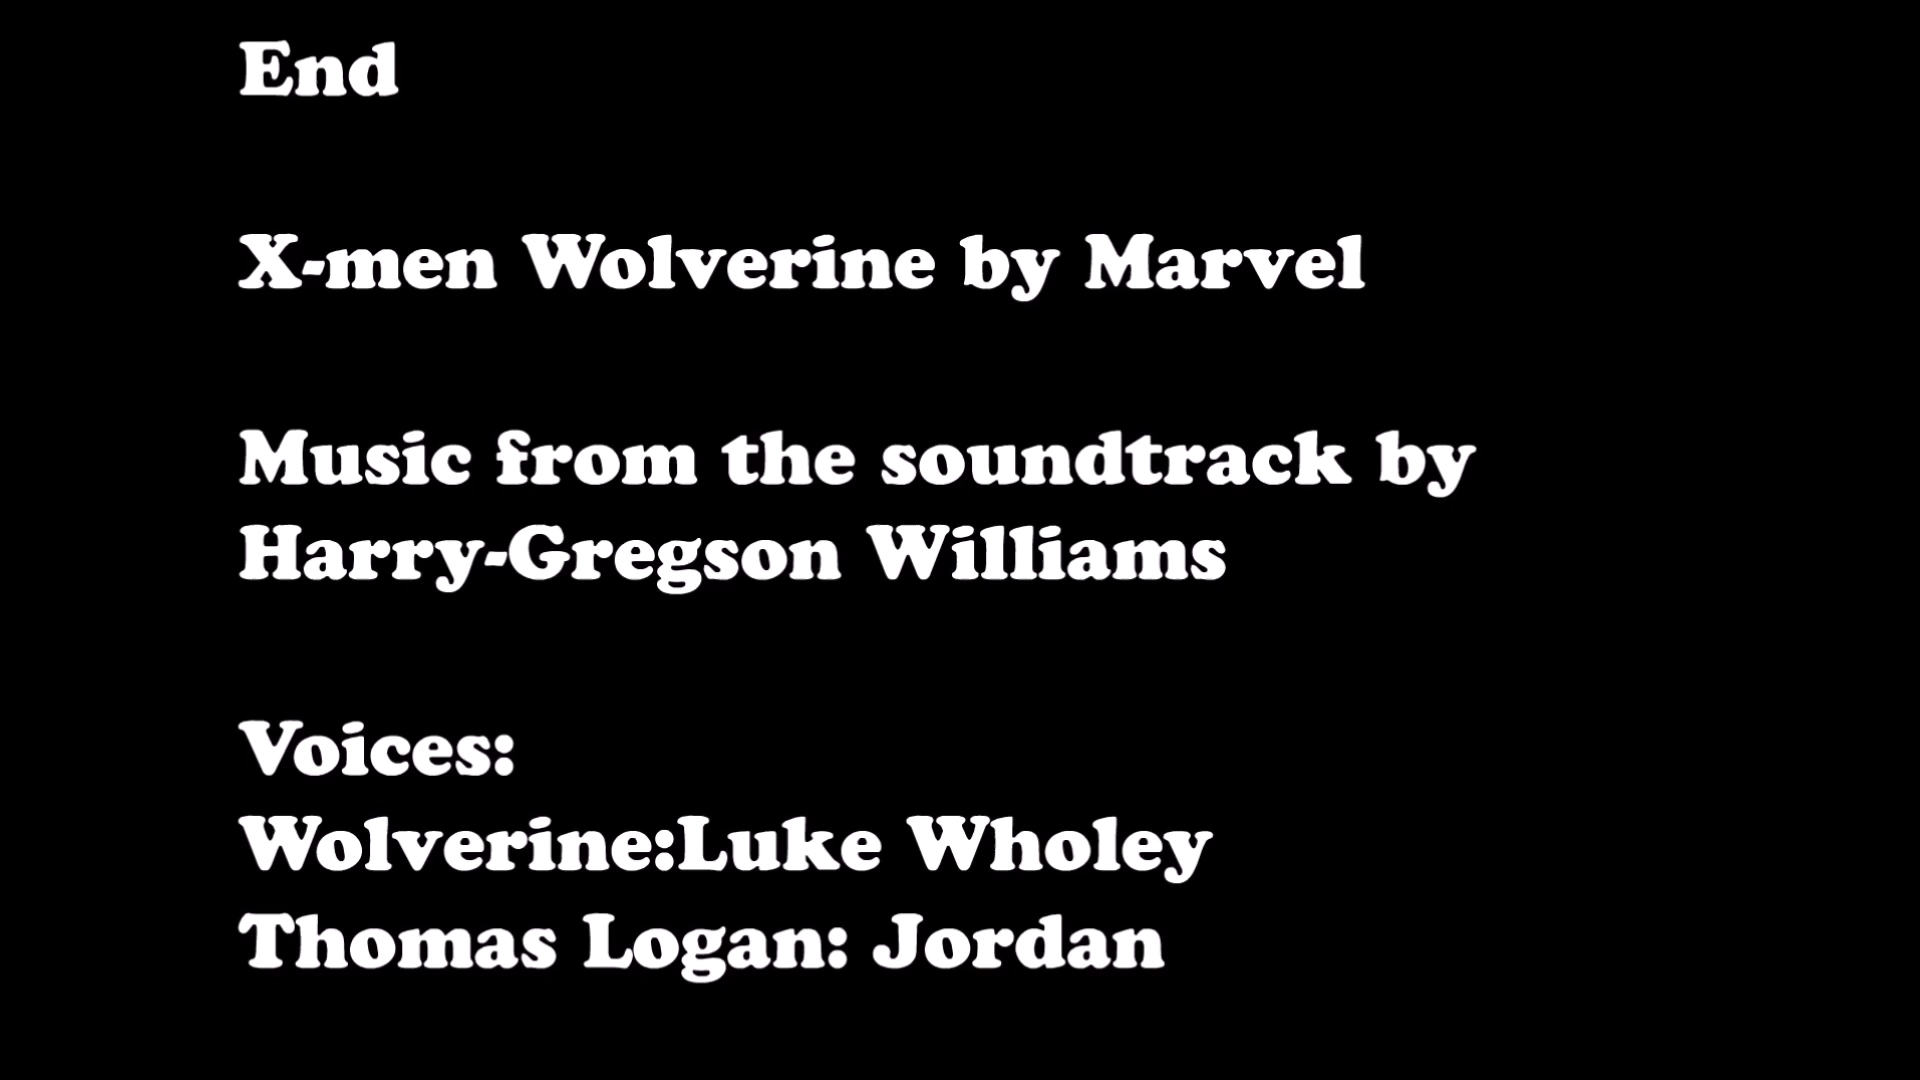 End
X-men Wolverine by Marvel
Music from the soundtrack by
Harry-Gregson Williams
Voices:
Wolverine:Luke Wholey
Thomas Logan: Jordan